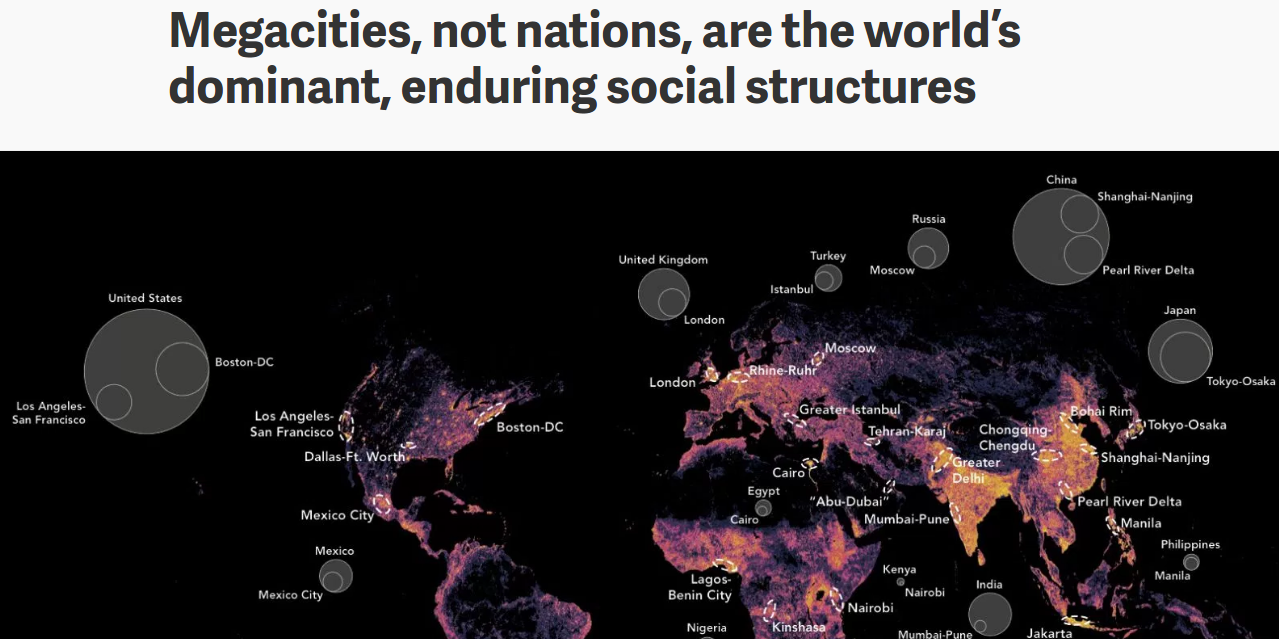 Megacities, not nations, are the world’s
dominant, enduring social structures
China
Shanghai-Nanjing
Pearl River Delta
Russia
Moscow
Turkey
Istanbul
United Kingdom
London
United States
Boston-DC
Los Angeles-
San Francisco
Japan
Tokyo-Osaka
Moscow
Rhine-Ruhr
London
Los Angeles-
San Francisco
Boston-DC
Greater Istanbul
Bohai Rim
Tokyo-Osaka
Tehran-Karaj
Chongqing-
Chengdu
Dallas-Ft. Worth
Shanghai-Nanjing
Greater
Delhi
Cairo
Egypt
Cairo
"Abu-Dubai"
Pearl River Delta
Mexico City
Mumbai-Pune
Manila
Mexico
Mexico City
Philippines
Manila
Lagos-
Benin City
Kenya
Nairobi
India
Mumbai-Pune
Nairobi
Kinshasa
Nigeria
Jakarta